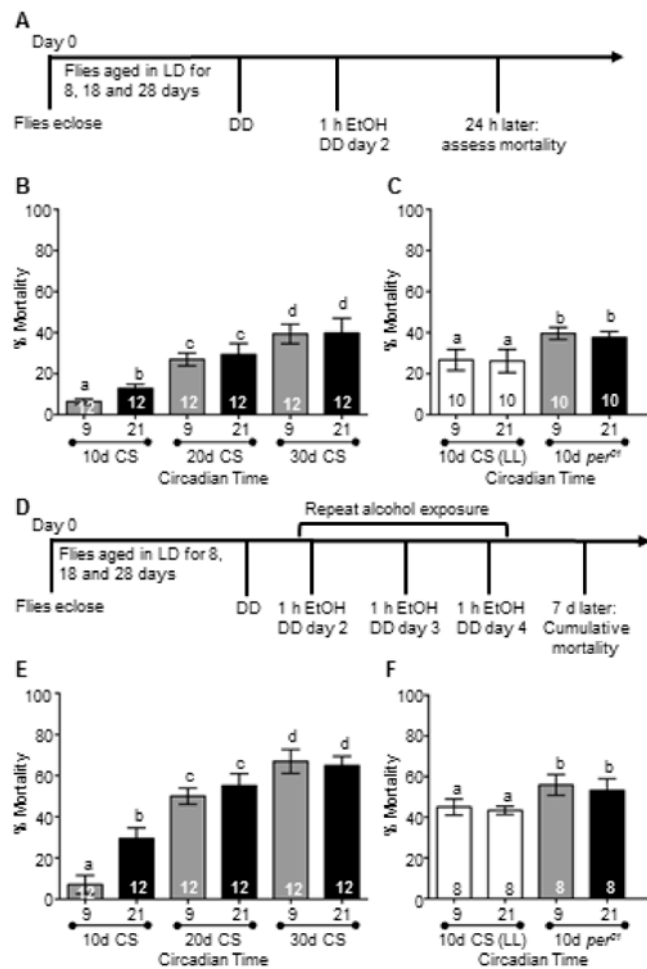 A
Day 0
Flies aged in LD for
8, 18 and 28 days
Flies eclose
DD
1 h EtOH
DD day 2
24 h later:
assess mortality
B
% Mortality
100
80
60
40
20
0
a
b
c
c
d
d
12
12
12
12
12
12
9 21 9 21 9 21
10d CS 20d CS 30d CS
Circadian Time
C
% Mortality
100
80
60
40
20
0
a
a
b
b
10
10
10
10
9 21 9 21
10d CS (LL) 10d per⁰¹
Circadian Time
D
Day 0
Repeat alcohol exposure
Flies aged in LD for 8,
18 and 28 days
Flies eclose
DD
1 h EtOH
DD day 2
1 h EtOH
DD day 3
1 h EtOH
DD day 4
7 d later:
Cumulative
mortality
E
% Mortality
100
80
60
40
20
0
a
b
c
c
d
d
12
12
12
12
12
12
9 21 9 21 9 21
10d CS 20d CS 30d CS
Circadian Time
F
% Mortality
100
80
60
40
20
0
a
a
b
b
8
8
8
8
9 21 9 21
10d CS (LL) 10d per⁰¹
Circadian Time